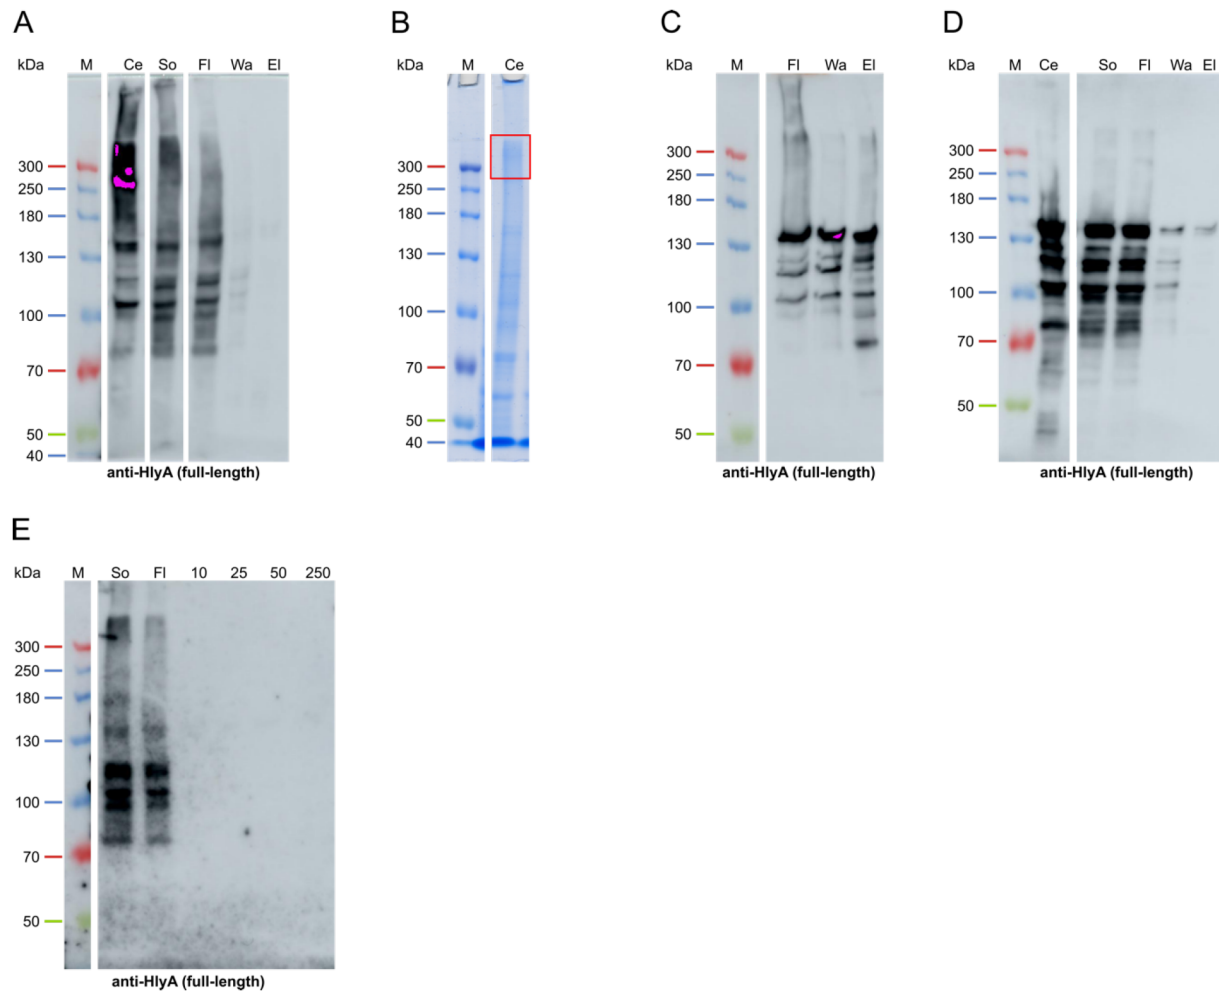 A
kDa M Ce So Fl Wa El
300
250
180
130
100
70
50
40
anti-HlyA (full-length)
B
kDa M Ce
300
250
180
130
100
70
50
40
C
kDa M Fl Wa El
300
250
180
130
100
70
50
anti-HlyA (full-length)
D
kDa M Ce So Fl Wa El
300
250
180
130
100
70
50
anti-HlyA (full-length)
E
kDa M So Fl 10 25 50 250
300
250
180
130
100
70
50
anti-HlyA (full-length)